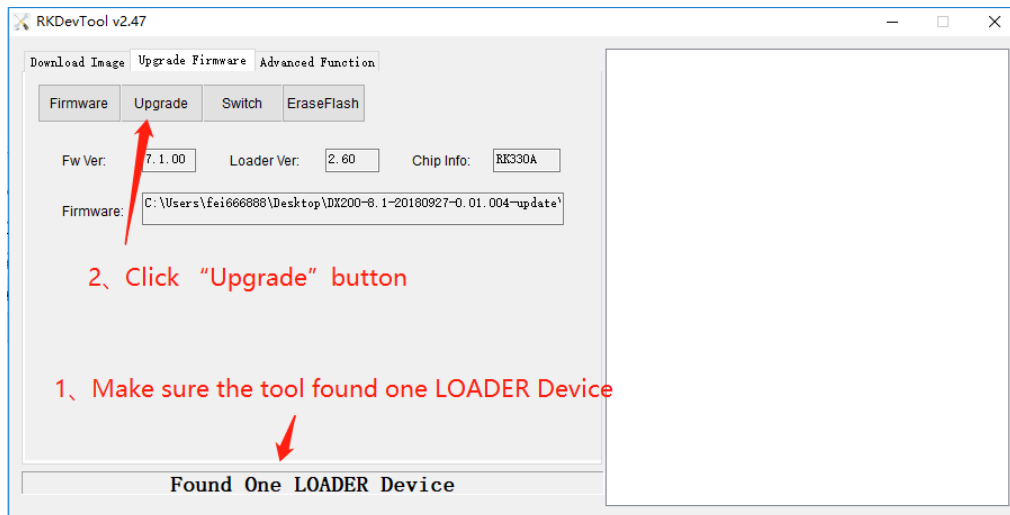 RKDevTool v2.47
Download Image Upgrade Firmware Advanced Function
Firmware Upgrade Switch EraseFlash
Fw Ver: 7.1.00 Loader Ver: 2.60 Chip Info: RK330A
Firmware: C:\Users\fei666888\Desktop\DX200-8.1-20180927-0.01.004-update\
2、Click “Upgrade” button
1、Make sure the tool found one LOADER Device
Found One LOADER Device